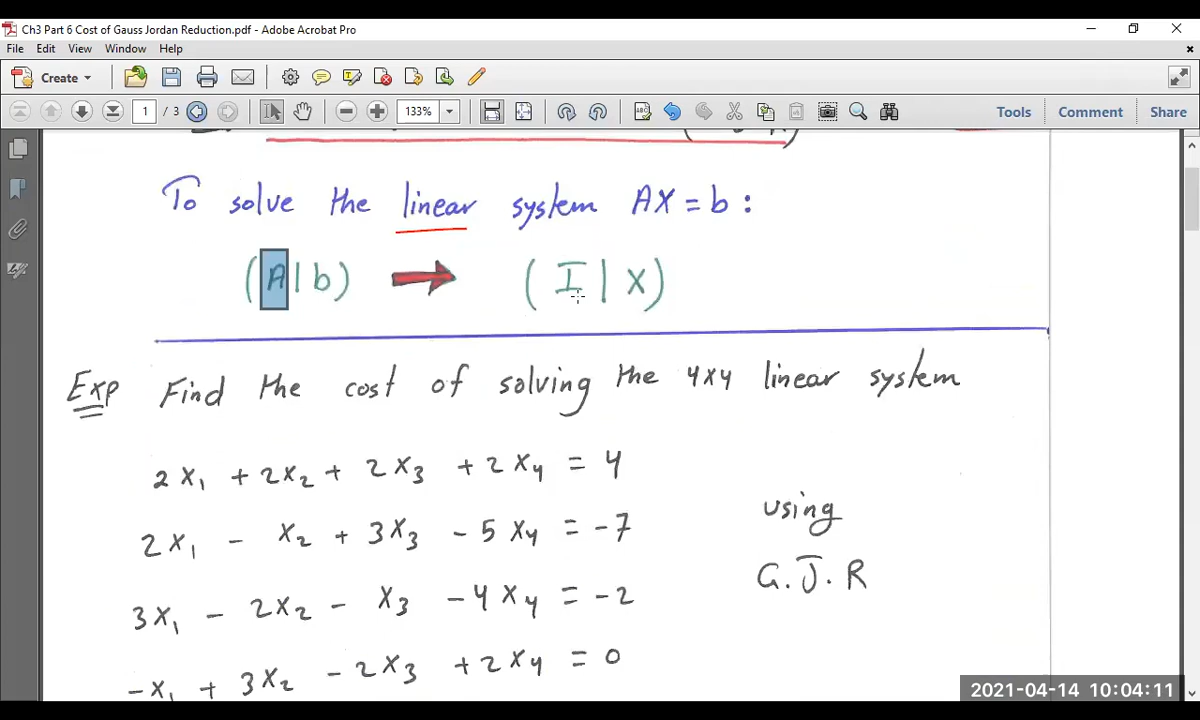 Ch3 Part 6 Cost of Gauss Jordan Reduction.pdf - Adobe Acrobat Pro
File Edit View Window Help
Create
1 / 3 133% Tools Comment Share
To solve the linear system AX = b :
( A | b ) ( I | X )
Exp Find the cost of solving the 4x4 linear system
2x₁ + 2x₂ + 2x₃ + 2x₄ = 4
2x₁ - x₂ + 3x₃ - 5x₄ = -7
using
3x₁ - 2x₂ - x₃ - 4x₄ = -2
G.J.R
-x₁ + 3x₂ - 2x₃ + 2x₄ = 0
2021-04-14 10:04:11